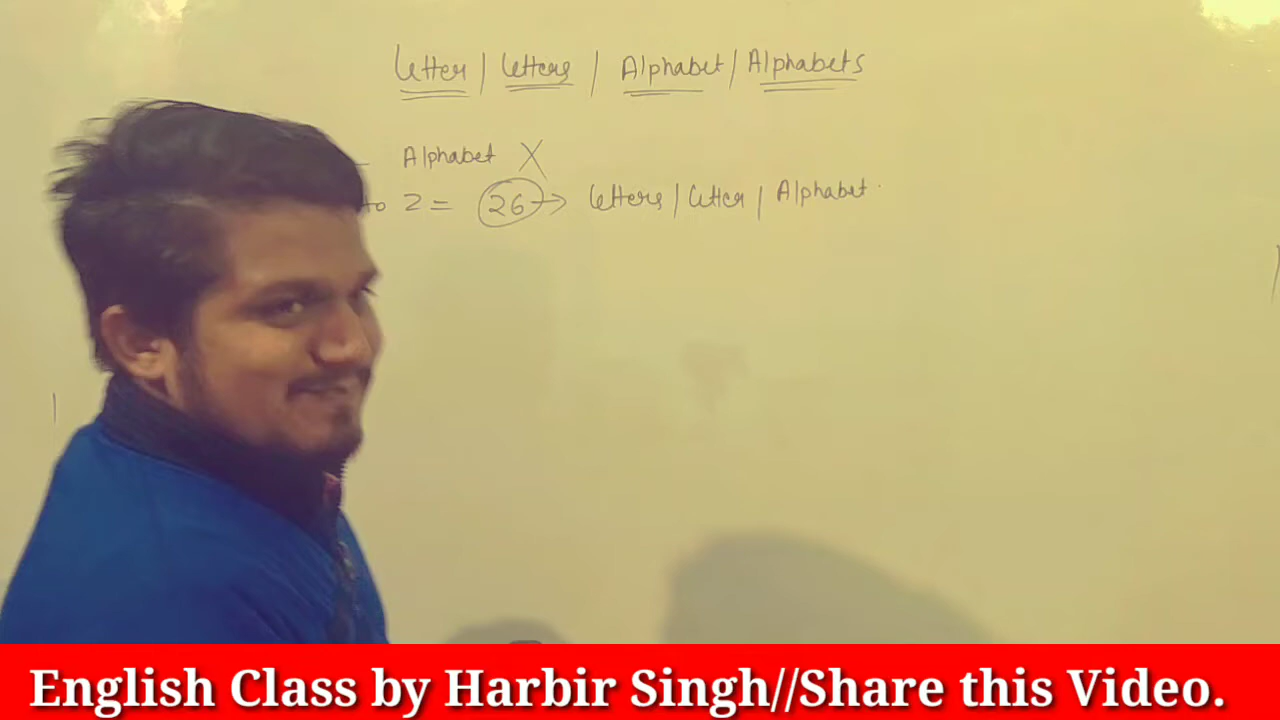 Letter / Letters / Alphabet / Alphabets
Alphabet X
to Z = 26 → Letters / Letter / Alphabet.
English Class by Harbir Singh//Share this Video.